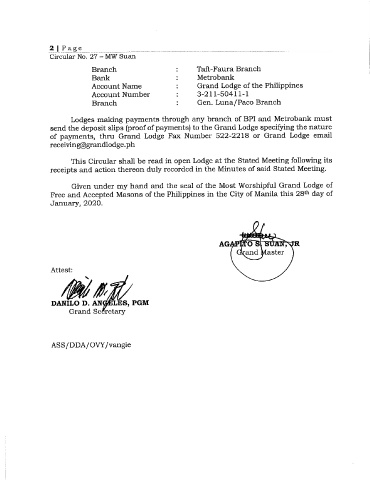 2 | Page
Circular No. 27 – MW Suan
Branch : Taft-Faura Branch
Bank : Metrobank
Account Name : Grand Lodge of the Philippines
Account Number : 3-211-50411-1
Branch : Gen. Luna/Paco Branch
Lodges making payments through any branch of BPI and Metrobank must
send the deposit slips (proof of payments) to the Grand Lodge specifying the nature
of payments, thru Grand Lodge Fax Number 522-2218 or Grand Lodge email
receiving@grandlodge.ph
This Circular shall be read in open Lodge at the Stated Meeting following its
receipts and action thereon duly recorded in the Minutes of said Stated Meeting.
Given under my hand and the seal of the Most Worshipful Grand Lodge of
Free and Accepted Masons of the Philippines in the City of Manila this 28th day of
January, 2020.
AGAPITO S. SUAN, JR
Grand Master
Attest:
DANILO D. ANGELES, PGM
Grand Secretary
ASS/DDA/OVY/vangie